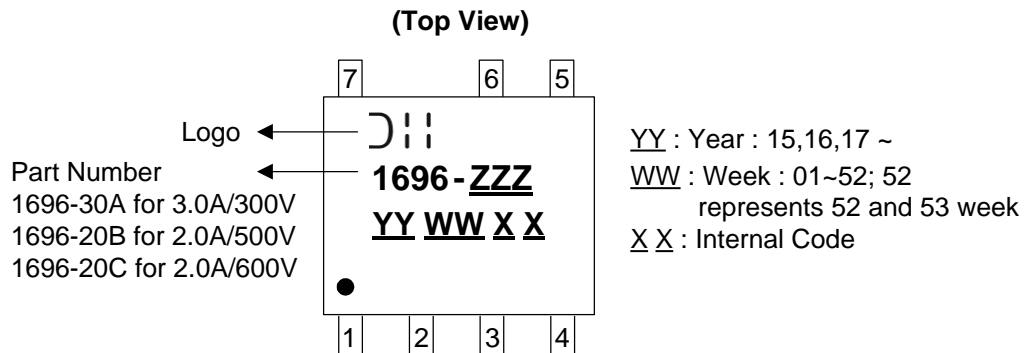 (Top View)
7 6 5
Logo
Part Number
1696-30A for 3.0A/300V
1696-20B for 2.0A/500V
1696-20C for 2.0A/600V
1696-ZZZ
YY WW X X
YY : Year : 15,16,17 ~
WW : Week : 01~52; 52
represents 52 and 53 week
X X : Internal Code
1 2 3 4